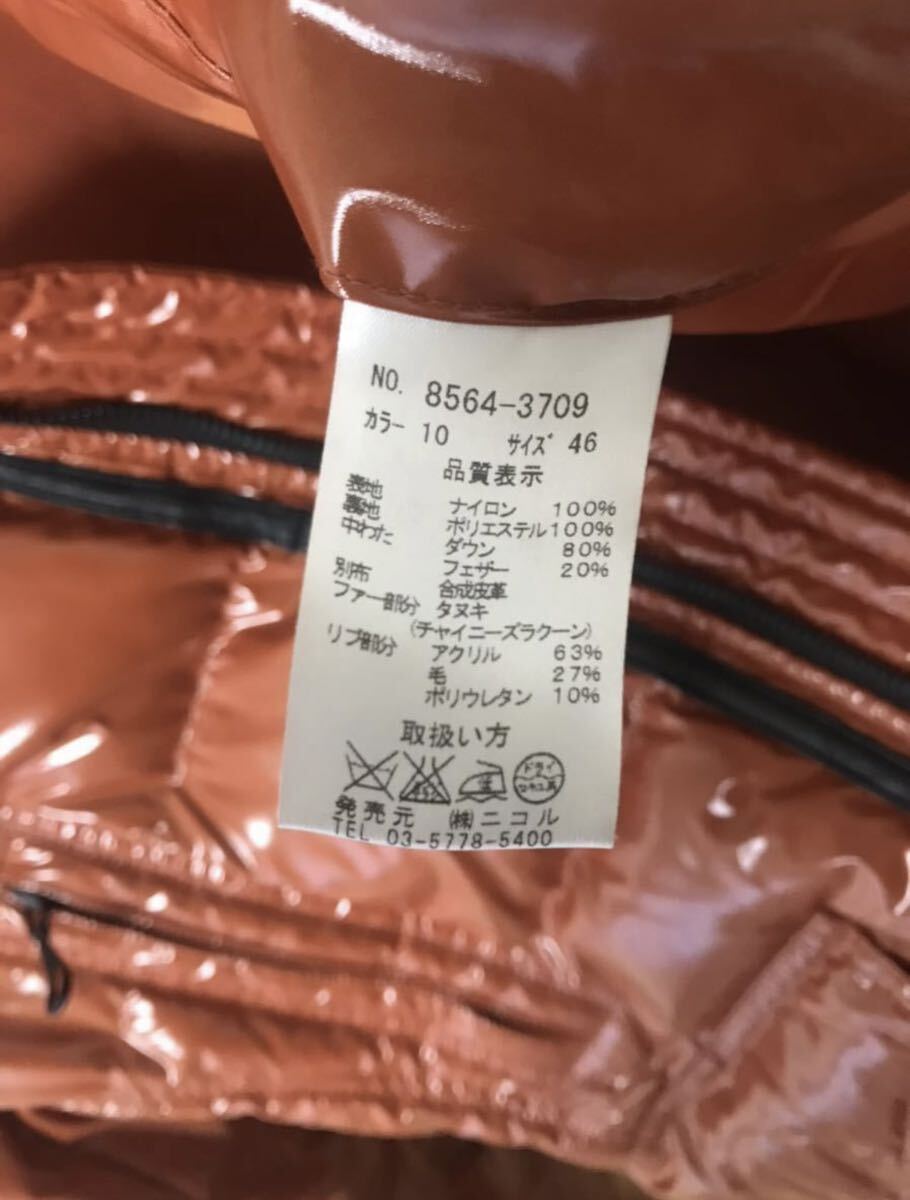 NO. 8564-3709
カラー 10 サイズ 46
品質表示
表地 ナイロン 100%
裏地 ポリエステル 100%
中わた ダウン 80%
フェザー 20%
別布 合成皮革
ファー部分 タヌキ
(チャイニーズラクーン)
リブ部分 アクリル 63%
毛 27%
ポリウレタン 10%
取扱い方
ドライ
発売元 ㈱ニコル
TEL 03-5778-5400